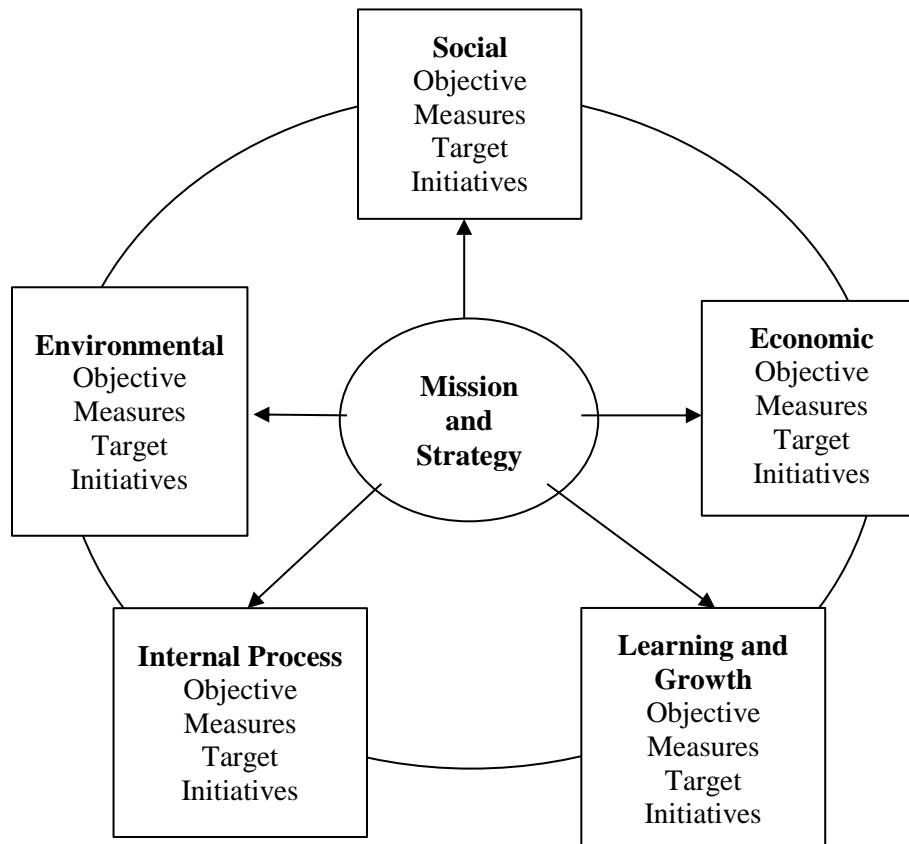 Social
Objective
Measures
Target
Initiatives
Environmental
Objective
Measures
Target
Initiatives
Mission
and
Strategy
Economic
Objective
Measures
Target
Initiatives
Internal Process
Objective
Measures
Target
Initiatives
Learning and
Growth
Objective
Measures
Target
Initiatives